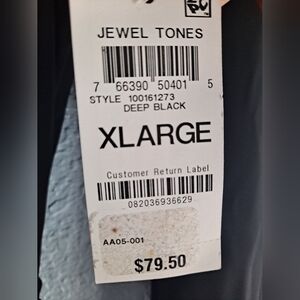 JEWEL TONES
7 66390 50401 5
STYLE 100161273
DEEP BLACK
XLARGE
Customer Return Label
082036936629
AA05-001
$79.50